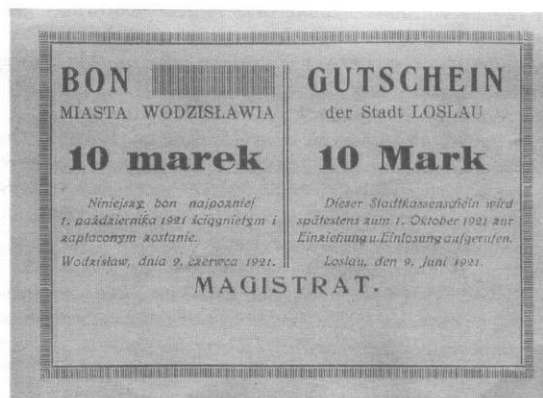 BON
MIASTA WODZISŁAWIA
10 marek
Niniejszy bon najpozniej
1. października 1921 ściągniętym i
zapłaconym zostanie.
Wodzisław, dnia 9. czerwca 1921.
GUTSCHEIN
der Stadt LOSLAU
10 Mark
Dieser Stadtkassenschein wird
spätestens zum 1. Oktober 1921 zur
Einziehung u. Einlosung aufgerufen.
Loslau, den 9. Juni 1921.
MAGISTRAT.